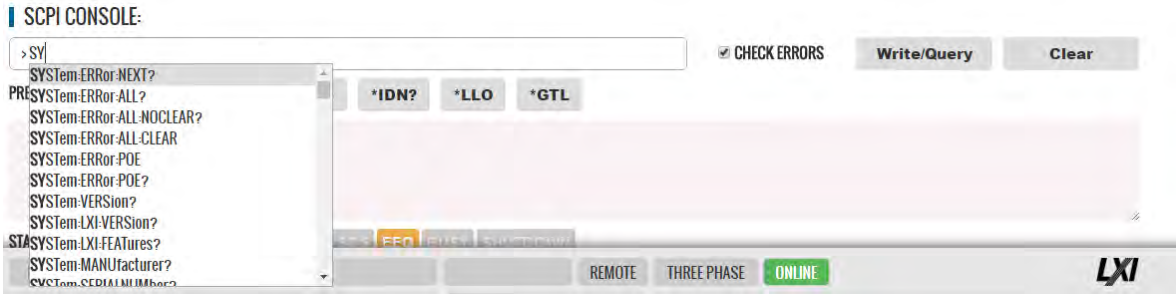 SCPI CONSOLE:
>SY
CHECK ERRORS
Write/Query
Clear
SYSTem:ERRor:NEXT?
PRE
SYSTem:ERRor:ALL?
*IDN?
*LLO
*GTL
SYSTem:ERRor:ALL:NOCLEAR?
SYSTem:ERRor:ALL:CLEAR
SYSTem:ERRor:POE
SYSTem:ERRor:POE?
SYSTem:VERSion?
SYSTem:LXI:VERSion?
STA
SYSTem:LXI:FEATures?
SYSTem:MANUfacturer?
SYSTem:SERIALNUMber?
REMOTE
THREE PHASE
ONLINE
LXI